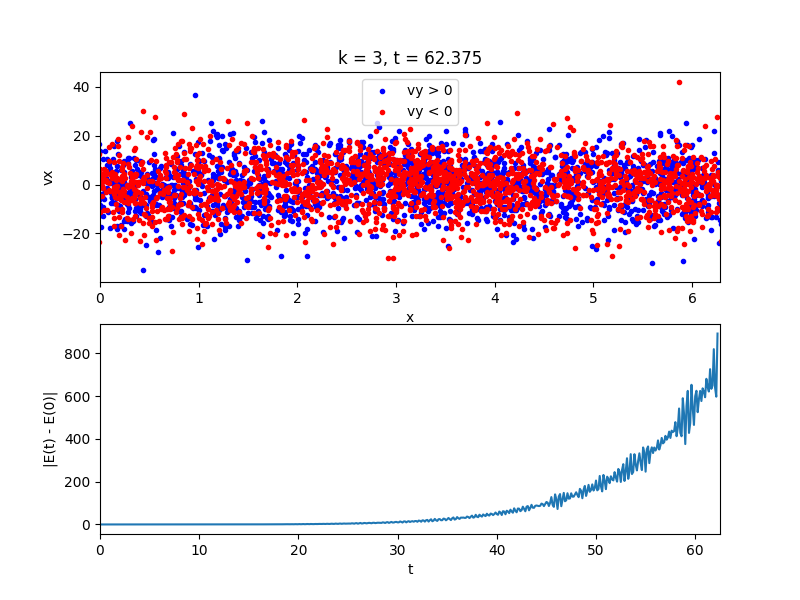 k = 3, t = 62.375
vy > 0
vy < 0
40
20
0
−20
vx
0 1 2 3 4 5 6
x
800
600
400
200
0
|E(t) - E(0)|
0 10 20 30 40 50 60
t